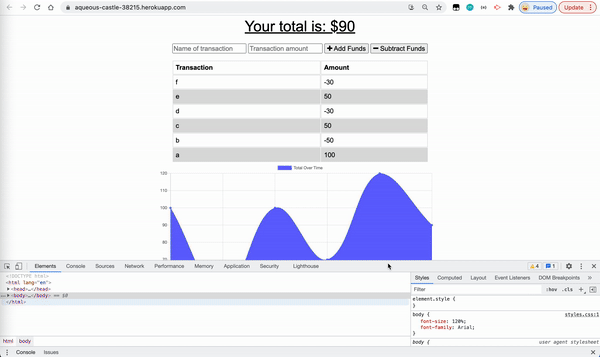 aqueous-castle-38215.herokuapp.com Paused Update
Your total is: $90
Name of transaction Transaction amount + Add Funds − Subtract Funds
Transaction Amount
f -30
e 50
d -30
c 50
b -50
a 100
Total Over Time
120
110
100
90
80
70
Elements Console Sources Network Performance Memory Application Security Lighthouse 4 1
<!DOCTYPE html>
<html lang="en">
<head>…</head>
<body>…</body> == $0
</html>
Styles Computed Layout Event Listeners DOM Breakpoints
Filter :hov .cls +
element.style {
}
body { styles.css:1
font-size: 120%;
font-family: Arial;
}
body { user agent stylesheet
html body
Console Issues